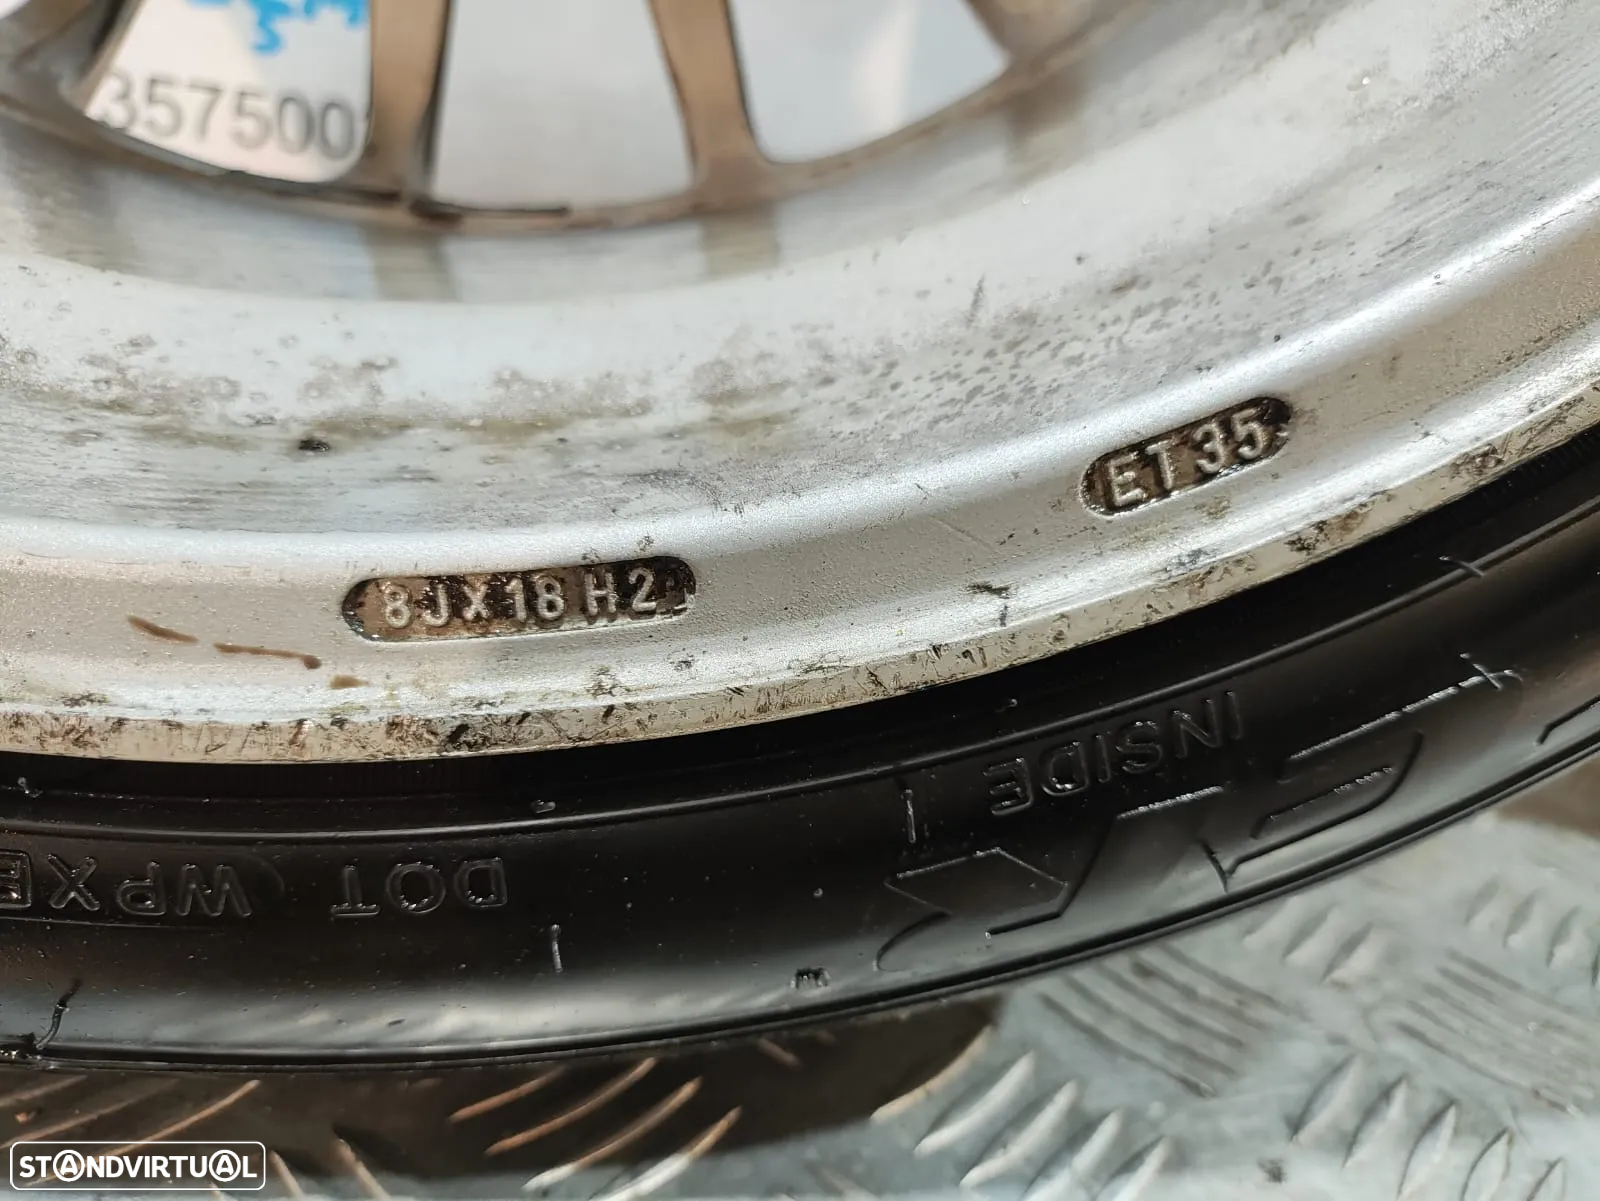 357500
ET 35
8JX18 H2
INSIDE
DOT WPXE
STANDVIRTUAL